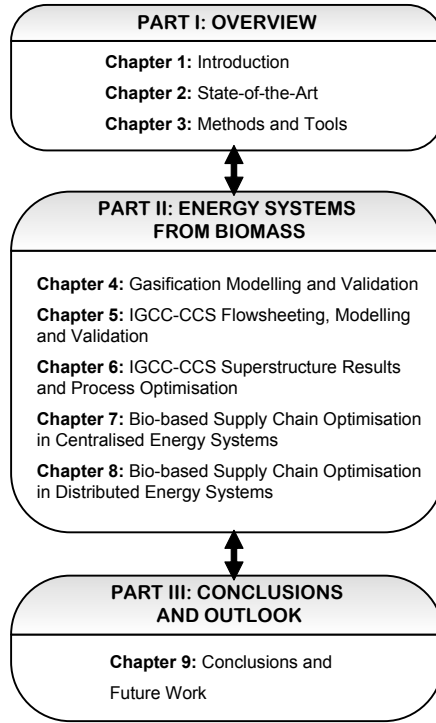 PART I: OVERVIEW
Chapter 1: Introduction
Chapter 2: State-of-the-Art
Chapter 3: Methods and Tools
PART II: ENERGY SYSTEMS
FROM BIOMASS
Chapter 4: Gasification Modelling and Validation
Chapter 5: IGCC-CCS Flowsheeting, Modelling
and Validation
Chapter 6: IGCC-CCS Superstructure Results
and Process Optimisation
Chapter 7: Bio-based Supply Chain Optimisation
in Centralised Energy Systems
Chapter 8: Bio-based Supply Chain Optimisation
in Distributed Energy Systems
PART III: CONCLUSIONS
AND OUTLOOK
Chapter 9: Conclusions and
Future Work